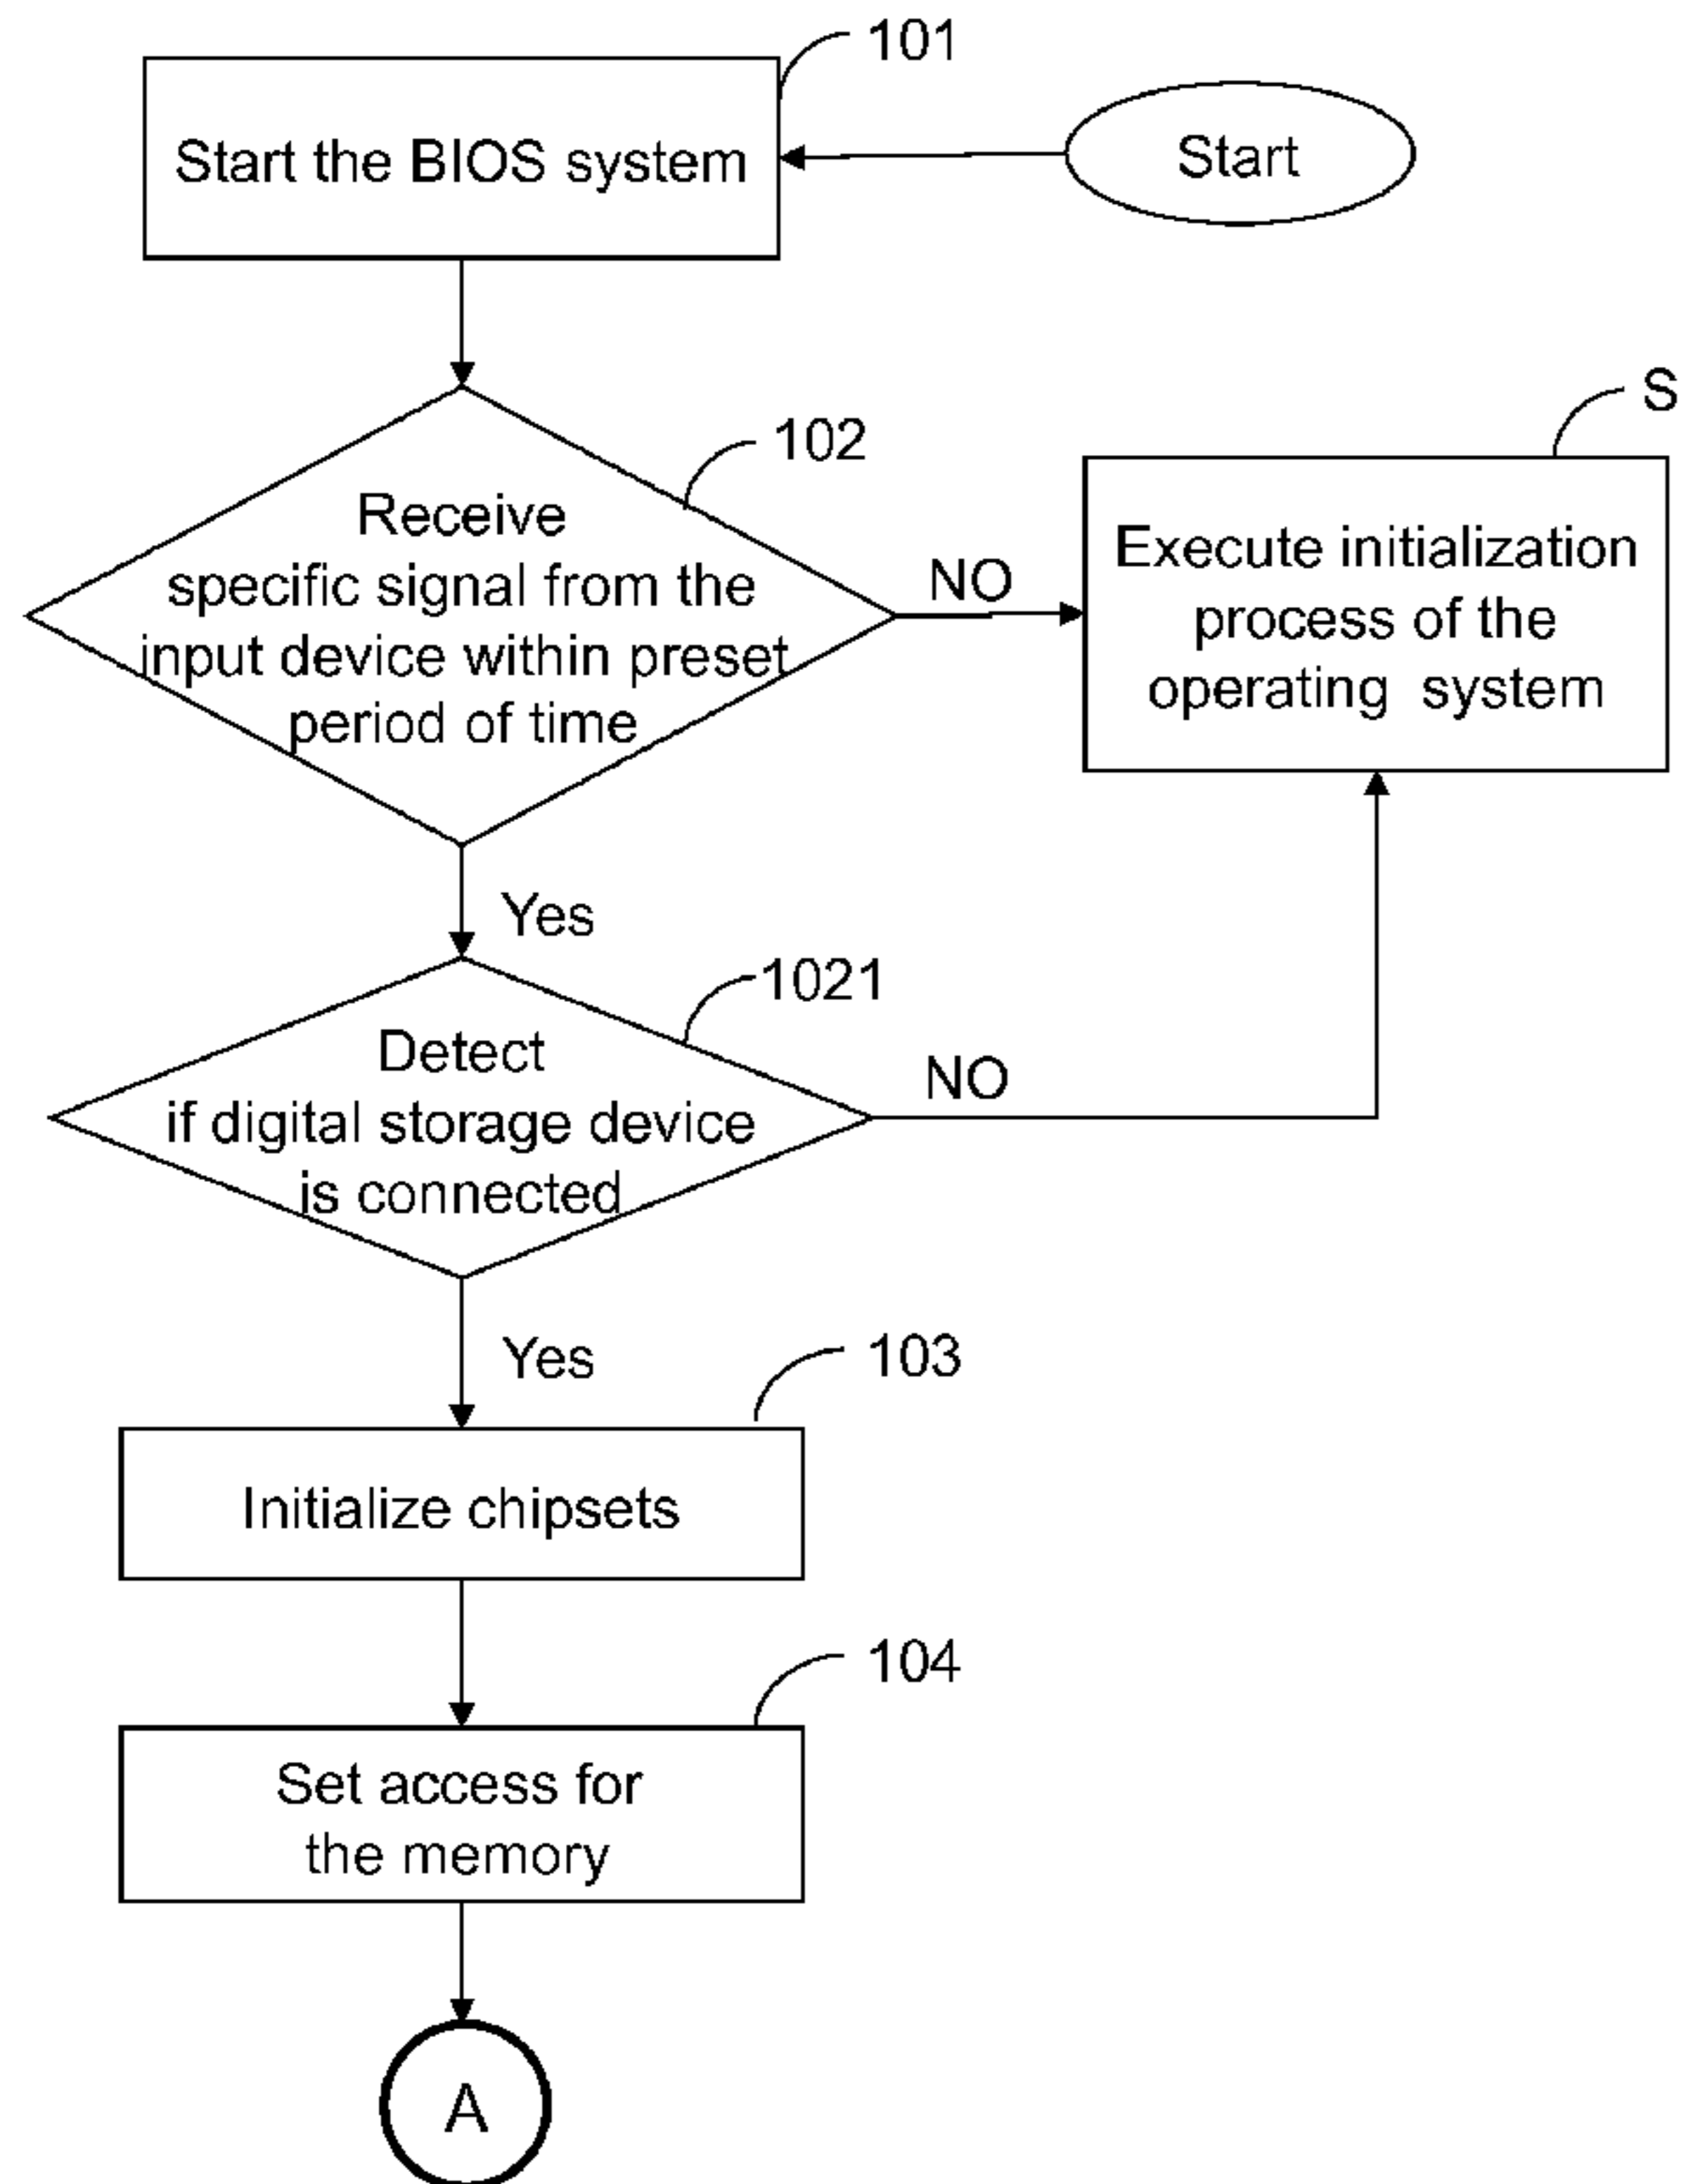 101
Start the BIOS system
Start
102
Receive
specific signal from the
input device within preset
period of time
NO
S
Execute initialization
process of the
operating system
Yes
1021
Detect
if digital storage device
is connected
NO
Yes
103
Initialize chipsets
104
Set access for
the memory
A